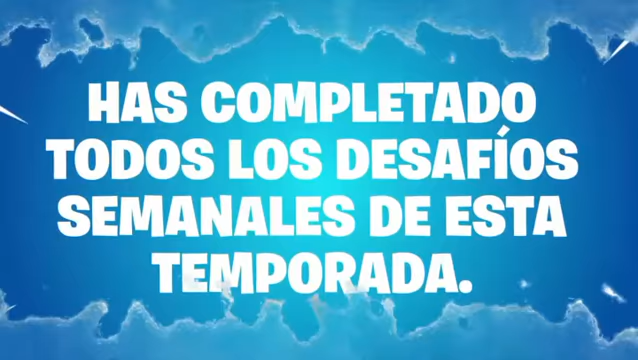 HAS COMPLETADO
TODOS LOS DESAFÍOS
SEMANALES DE ESTA
TEMPORADA.